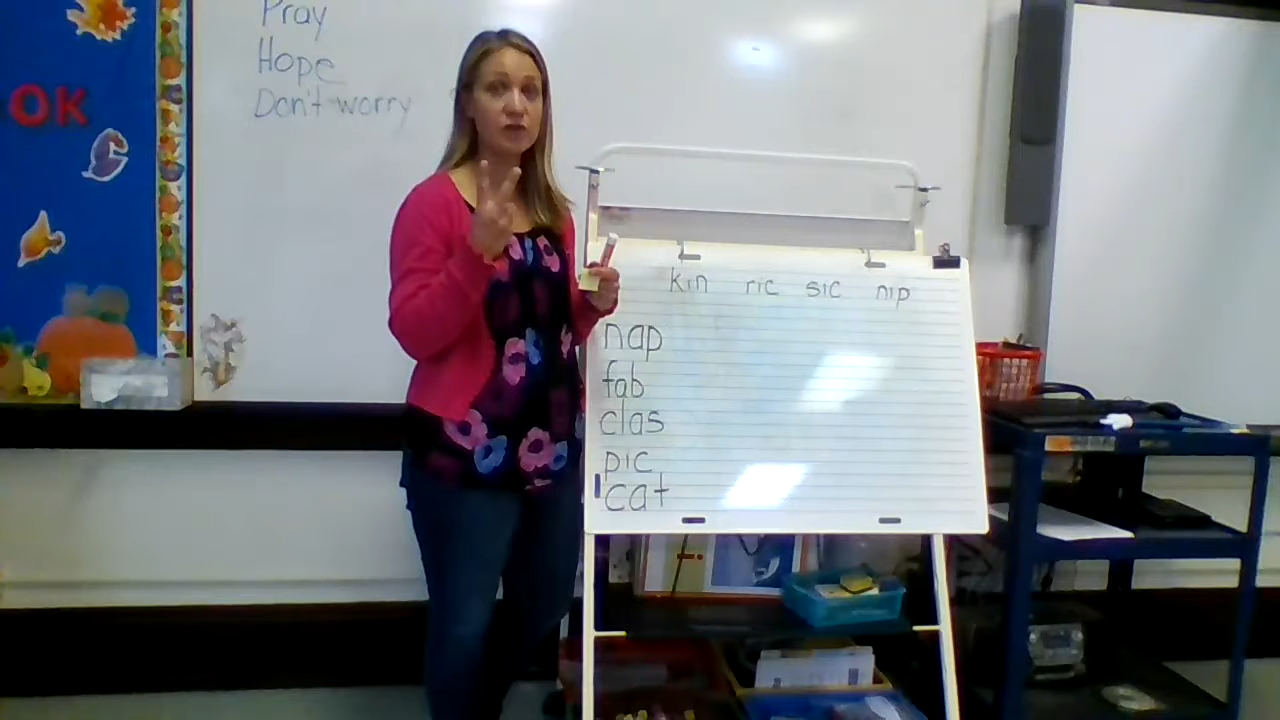 Pray
Hope
Don't worry
OK
kin ric sic nip
nap
fab
clas
pic
cat